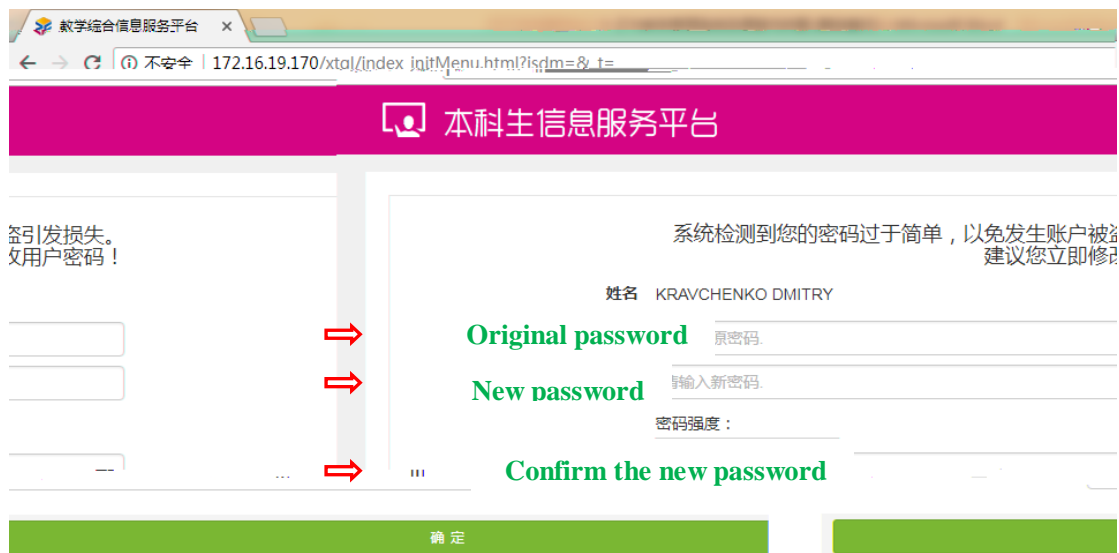 教学综合信息服务平台 ×
不安全 172.16.19.170/xtgl/index_initMenu.html?jsdm=&_t=
本科生信息服务平台
盗引发损失。
系统检测到您的密码过于简单，以免发生账户被盗
改用户密码！
建议您立即修改
姓名 KRAVCHENKO DMITRY
Original password 原密码.
New password 请输入新密码.
密码强度：
Confirm the new password
确 定